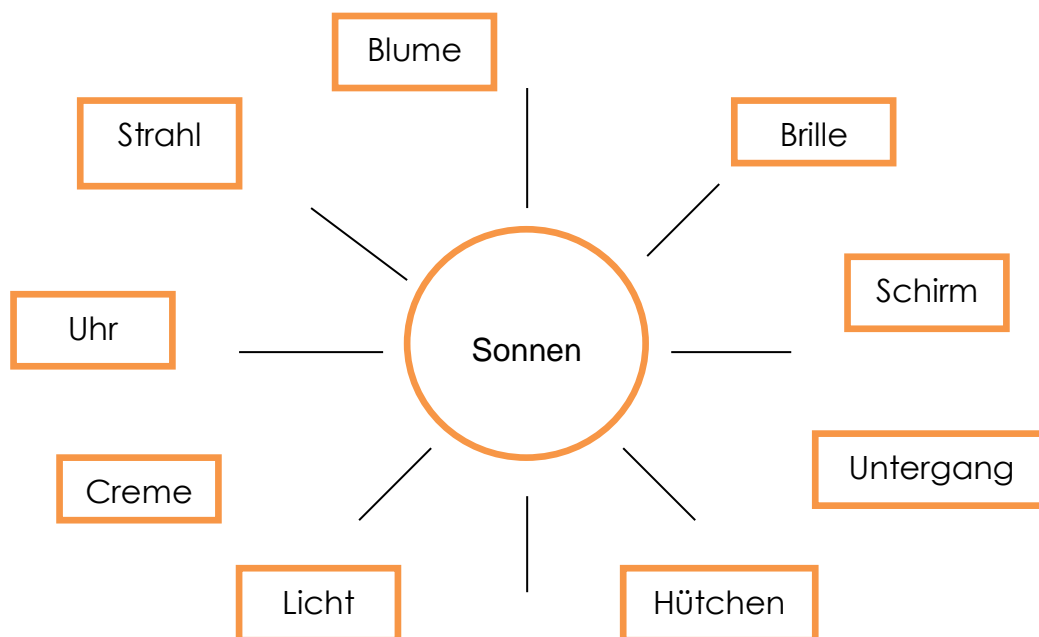 Blume
Strahl
Brille
Schirm
Uhr
Sonnen
Untergang
Creme
Licht
Hütchen